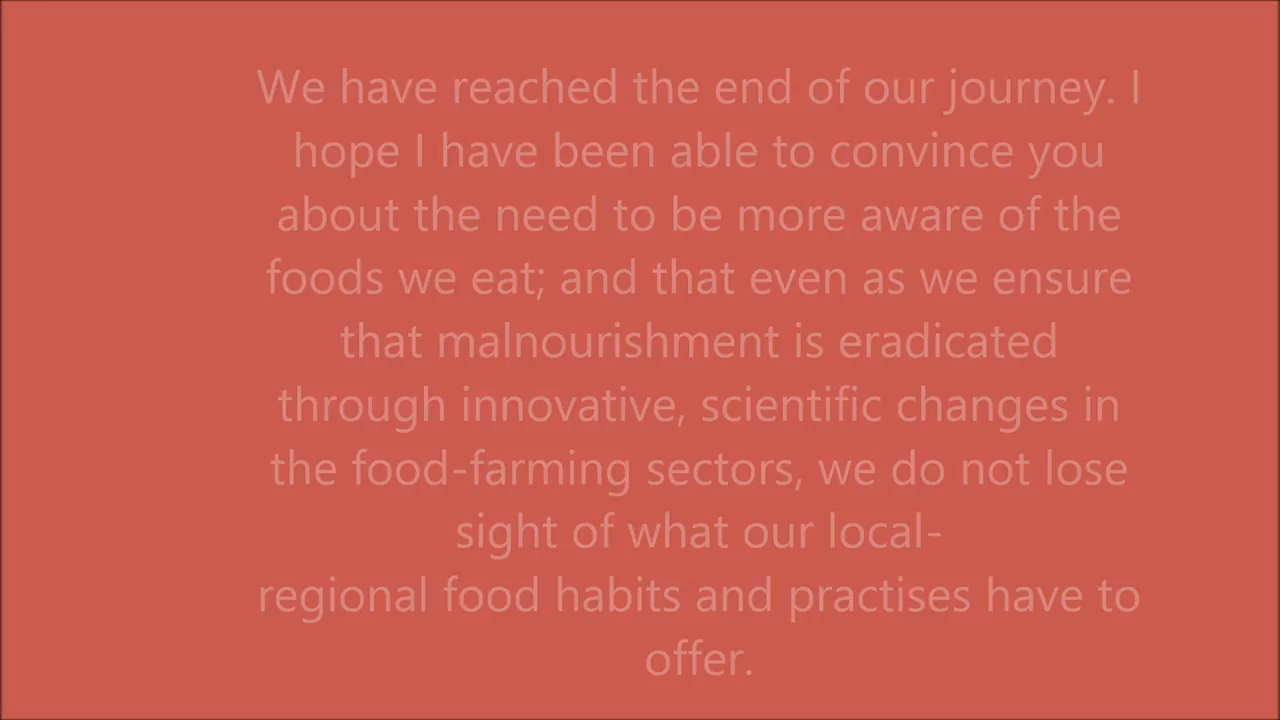 We have reached the end of our journey. I
hope I have been able to convince you
about the need to be more aware of the
foods we eat; and that even as we ensure
that malnourishment is eradicated
through innovative, scientific changes in
the food-farming sectors, we do not lose
sight of what our local-
regional food habits and practises have to
offer.